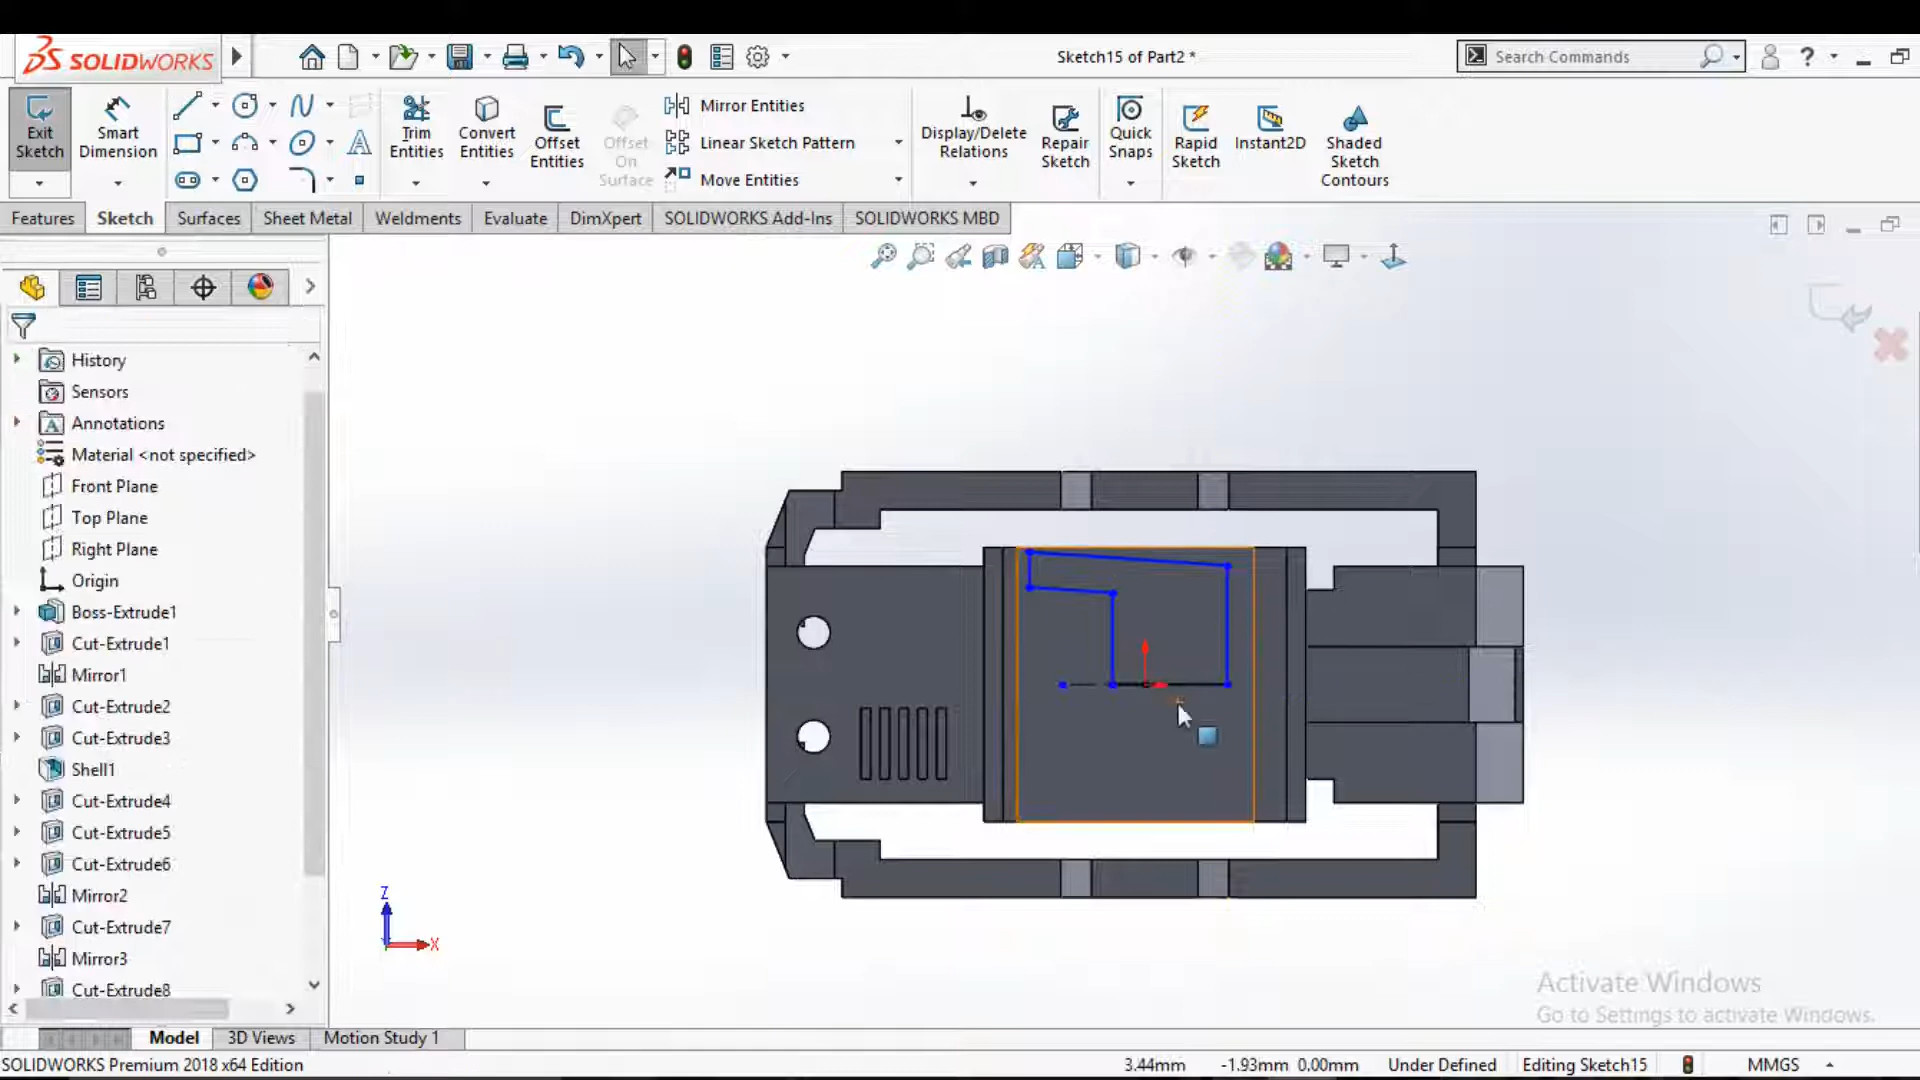 SOLIDWORKS
Sketch15 of Part2 *
Search Commands
?
Exit Sketch
Smart Dimension
Trim Entities
Convert Entities
Offset Entities
Offset On Surface
Mirror Entities
Linear Sketch Pattern
Move Entities
Display/Delete Relations
Repair Sketch
Quick Snaps
Rapid Sketch
Instant2D
Shaded Sketch Contours
Features
Sketch
Surfaces
Sheet Metal
Weldments
Evaluate
DimXpert
SOLIDWORKS Add-Ins
SOLIDWORKS MBD
History
Sensors
Annotations
Material <not specified>
Front Plane
Top Plane
Right Plane
Origin
Boss-Extrude1
Cut-Extrude1
Mirror1
Cut-Extrude2
Cut-Extrude3
Shell1
Cut-Extrude4
Cut-Extrude5
Cut-Extrude6
Mirror2
Cut-Extrude7
Mirror3
Cut-Extrude8
Z
X
Activate Windows
Go to Settings to activate Windows.
Model
3D Views
Motion Study 1
SOLIDWORKS Premium 2018 x64 Edition
3.44mm
-1.93mm 0.00mm
Under Defined
Editing Sketch15
MMGS